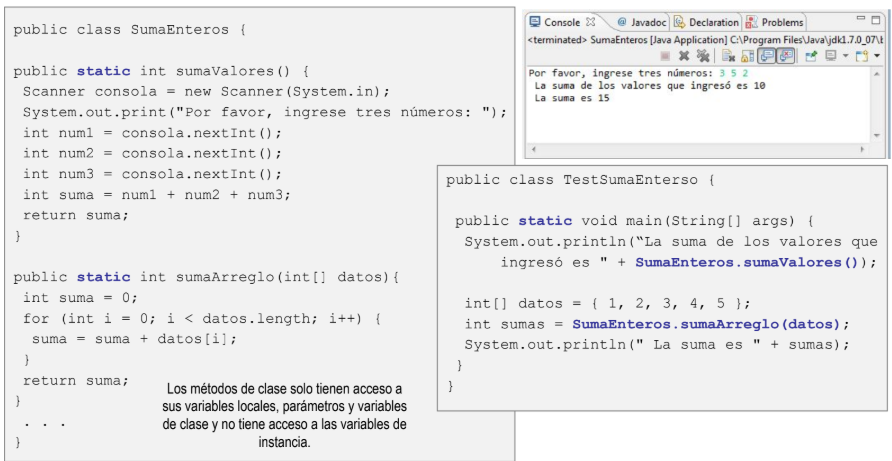 public class SumaEnteros {
public static int sumaValores() {
Scanner consola = new Scanner(System.in);
System.out.print("Por favor, ingrese tres números: ");
int num1 = consola.nextInt();
int num2 = consola.nextInt();
int num3 = consola.nextInt();
int suma = num1 + num2 + num3;
return suma;
}
public static int sumaArreglo(int[] datos){
int suma = 0;
for (int i = 0; i < datos.length; i++) {
suma = suma + datos[i];
}
return suma;
}
. . .
}
Los métodos de clase solo tienen acceso a
sus variables locales, parámetros y variables
de clase y no tiene acceso a las variables de
instancia.
Console @ Javadoc Declaration Problems
<terminated> SumaEnteros [Java Application] C:\Program Files\Java\jdk1.7.0_07\b
Por favor, ingrese tres números: 3 5 2
La suma de los valores que ingresó es 10
La suma es 15
public class TestSumaEnterso {
public static void main(String[] args) {
System.out.println(“La suma de los valores que
ingresó es " + SumaEnteros.sumaValores());
int[] datos = { 1, 2, 3, 4, 5 };
int sumas = SumaEnteros.sumaArreglo(datos);
System.out.println(" La suma es " + sumas);
}
}